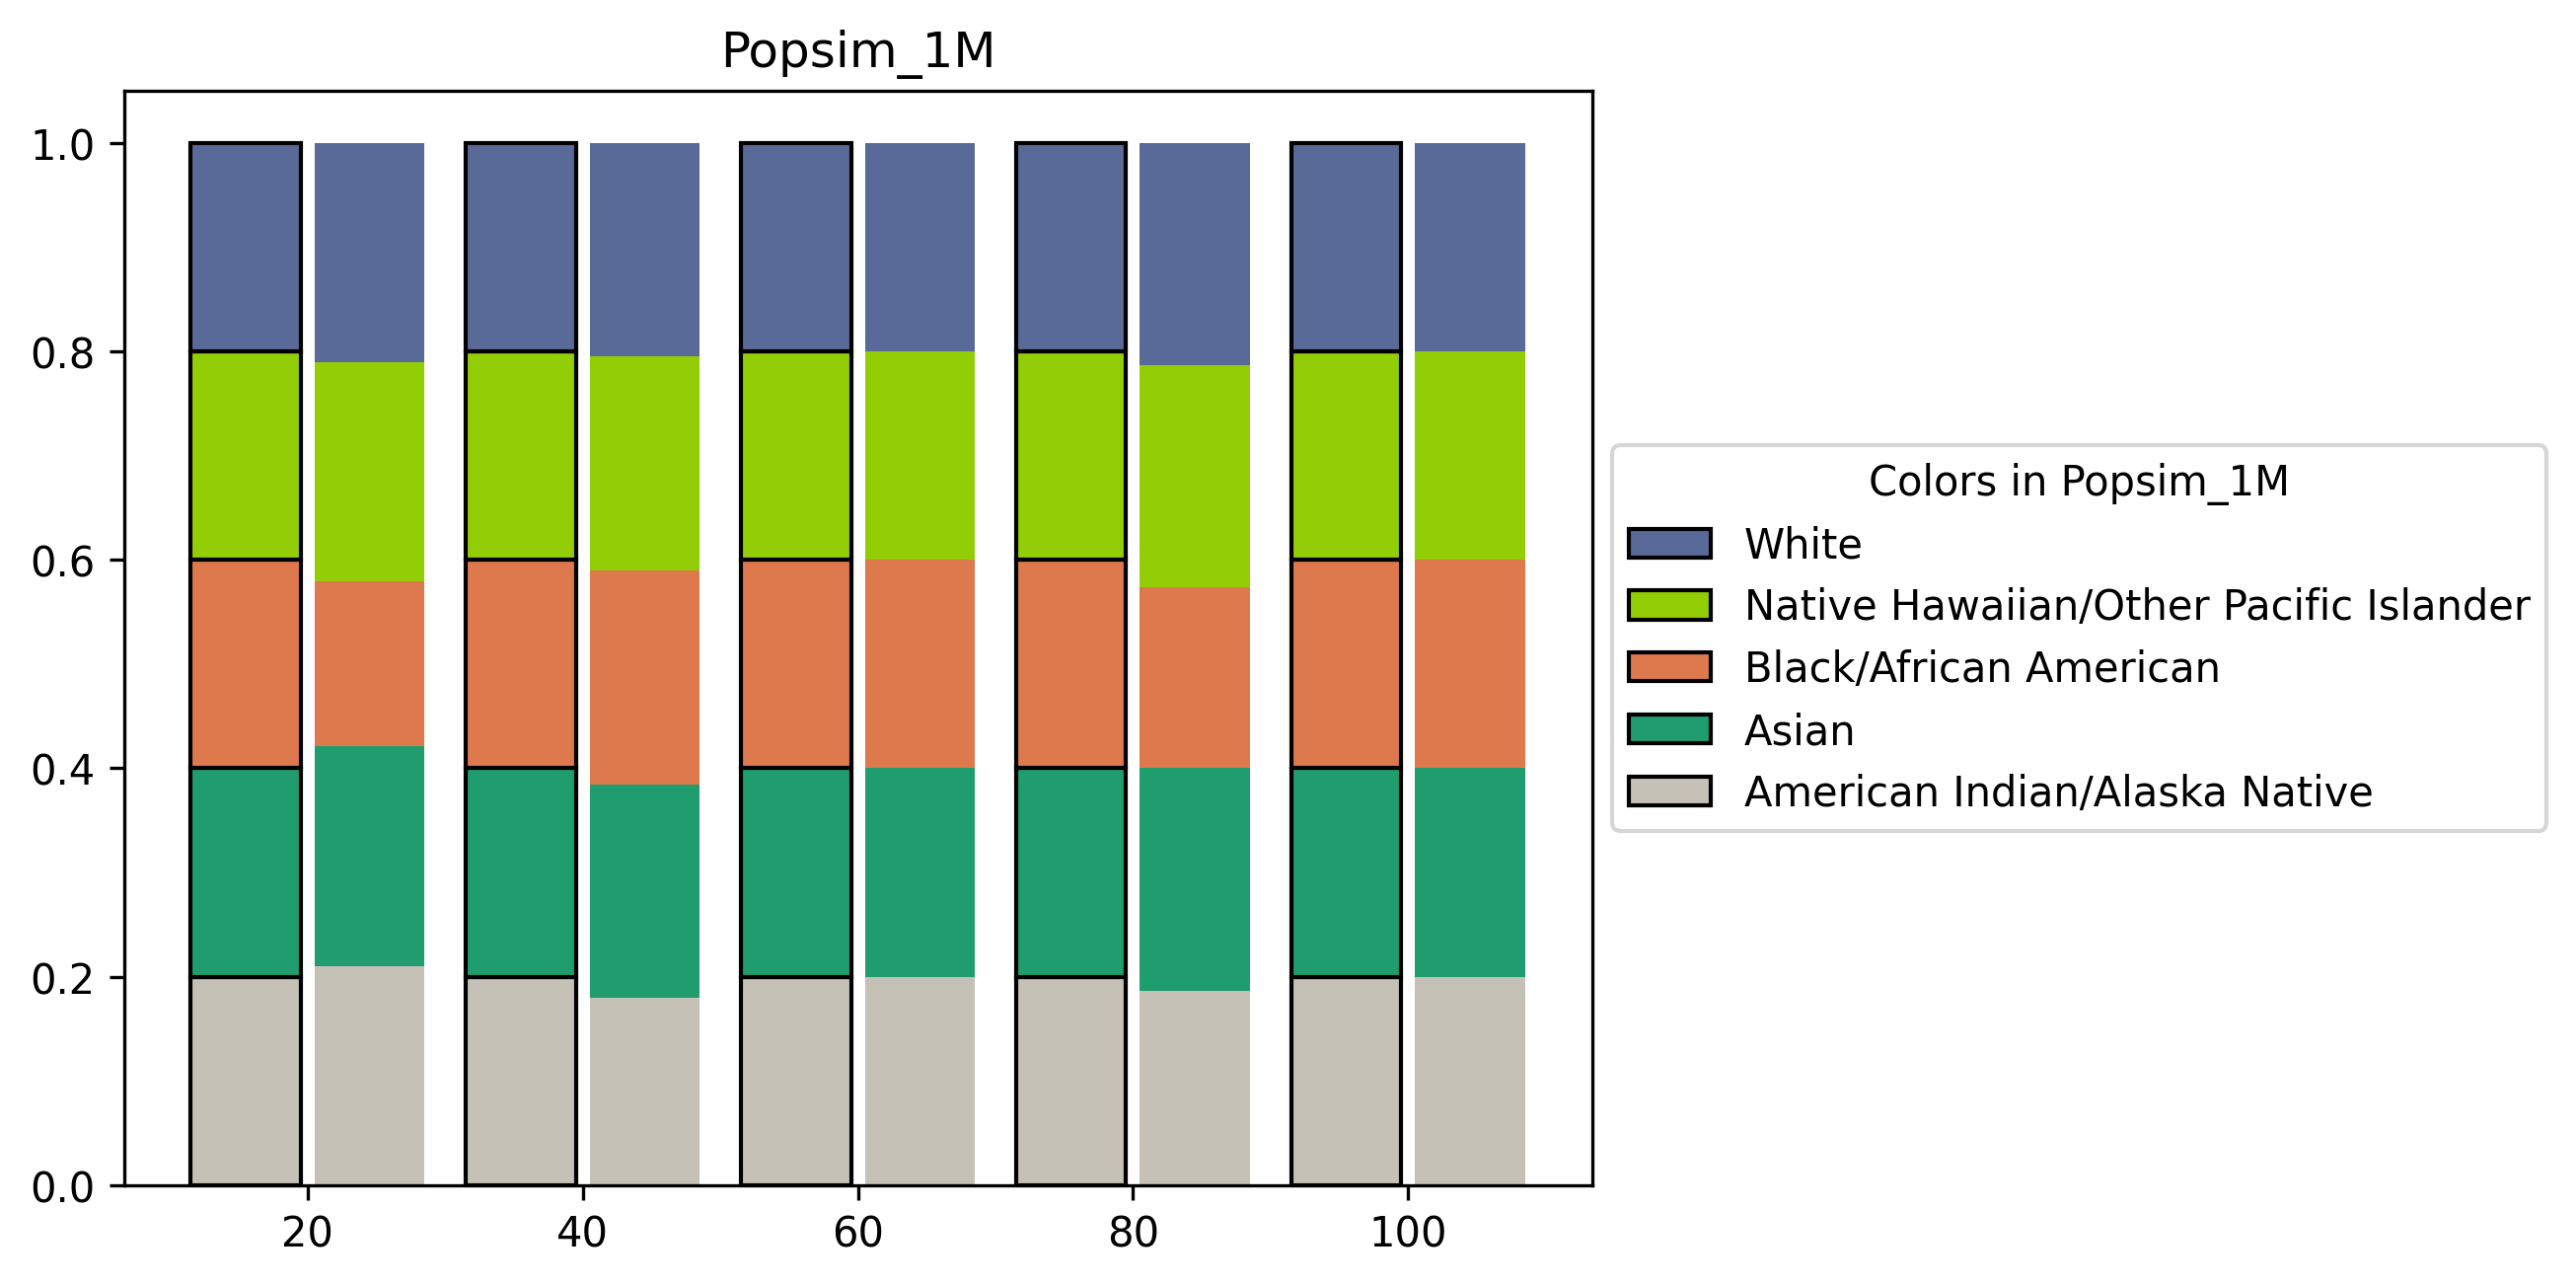 Popsim_1M
1.0
0.8
0.6
0.4
0.2
0.0
20 40 60 80 100
Colors in Popsim_1M
White
Native Hawaiian/Other Pacific Islander
Black/African American
Asian
American Indian/Alaska Native